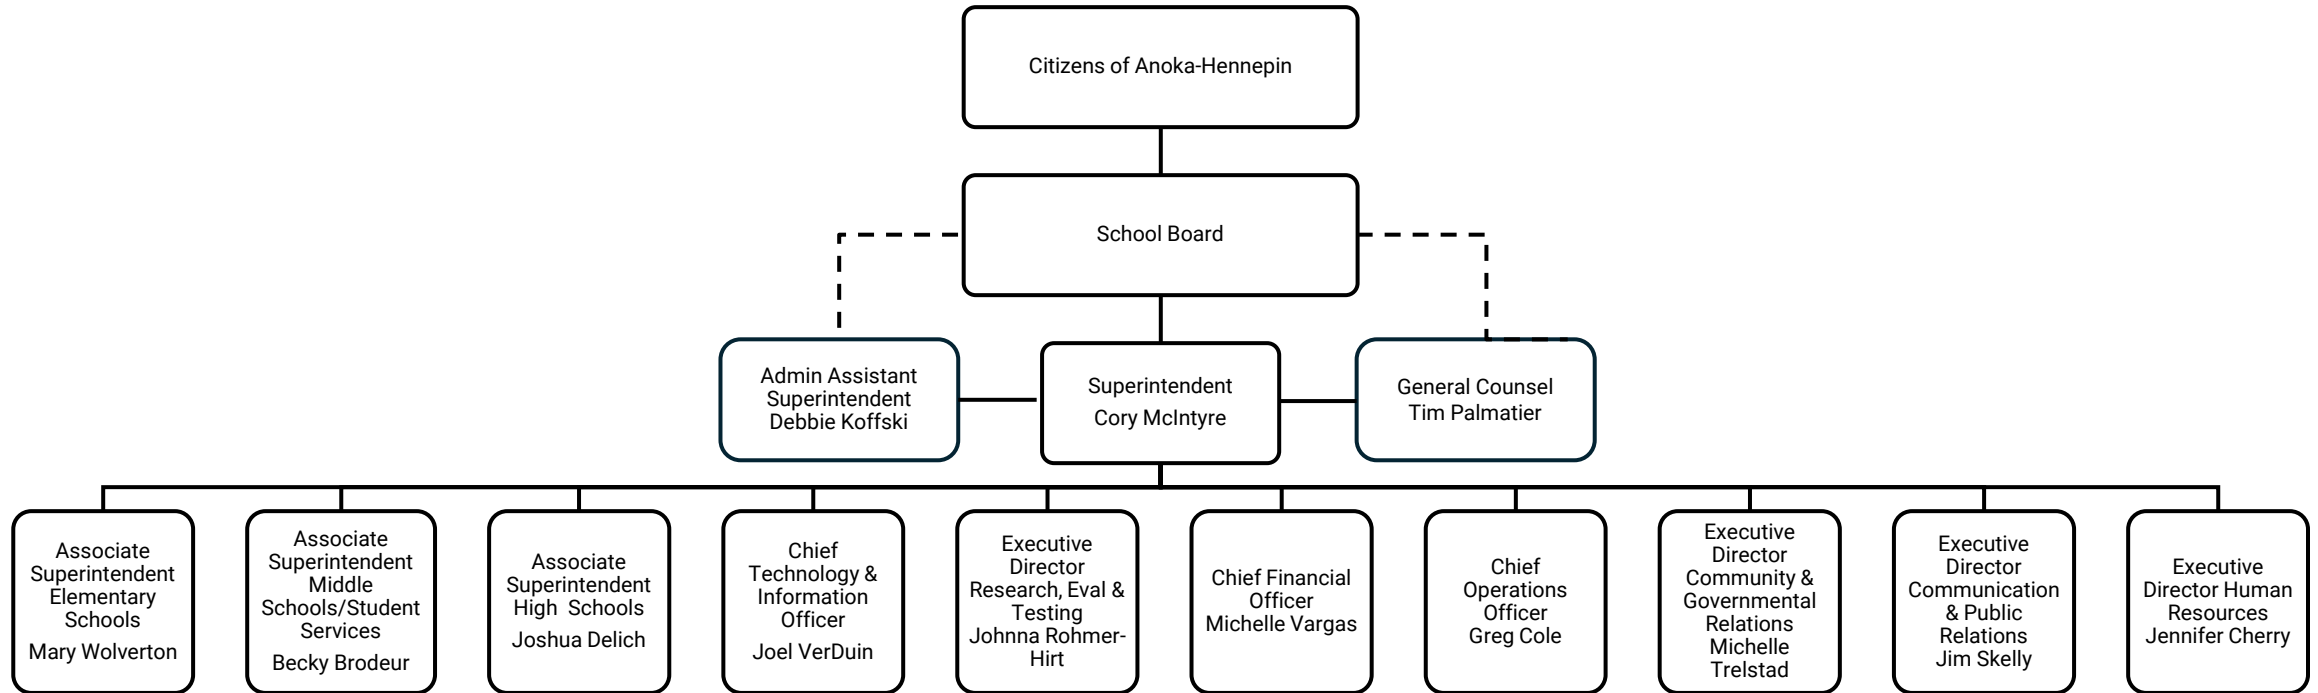 Citizens of Anoka-Hennepin
School Board
Admin Assistant
Superintendent
Debbie Koffski
Superintendent
Cory McIntyre
General Counsel
Tim Palmatier
Associate
Superintendent
Elementary
Schools
Mary Wolverton
Associate
Superintendent
Middle
Schools/Student
Services
Becky Brodeur
Associate
Superintendent
High  Schools
Joshua Delich
Chief
Technology &
Information
Officer
Joel VerDuin
Executive
Director
Research, Eval &
Testing
Johnna Rohmer-
Hirt
Chief Financial
Officer
Michelle Vargas
Chief
Operations
Officer
Greg Cole
Executive
Director
Community &
Governmental
Relations
Michelle
Trelstad
Executive
Director
Communication
& Public
Relations
Jim Skelly
Executive
Director Human
Resources
Jennifer Cherry